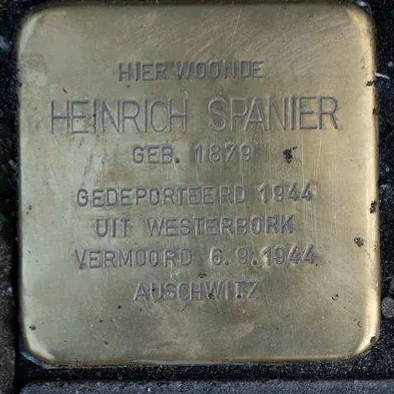 HIER WOONDE
HEINRICH SPANIER
GEB. 1879
GEDEPORTEERD 1944
UIT WESTERBORK
VERMOORD 6.9.1944
AUSCHWITZ